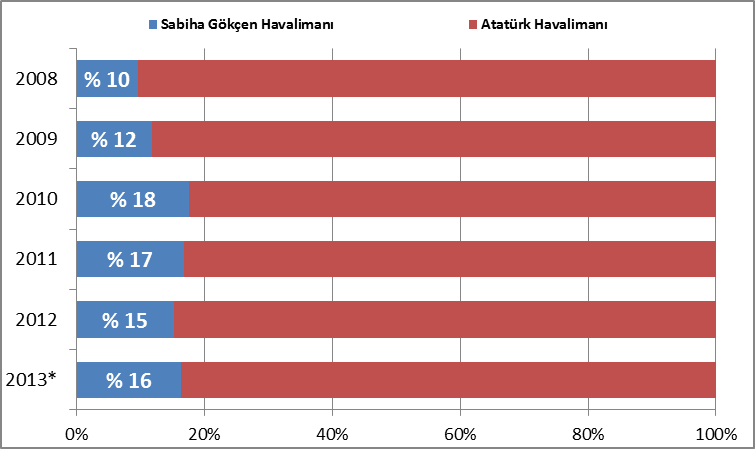 Sabiha Gökçen Havalimanı Atatürk Havalimanı
2008 % 10
2009 % 12
2010 % 18
2011 % 17
2012 % 15
2013* % 16
0% 20% 40% 60% 80% 100%